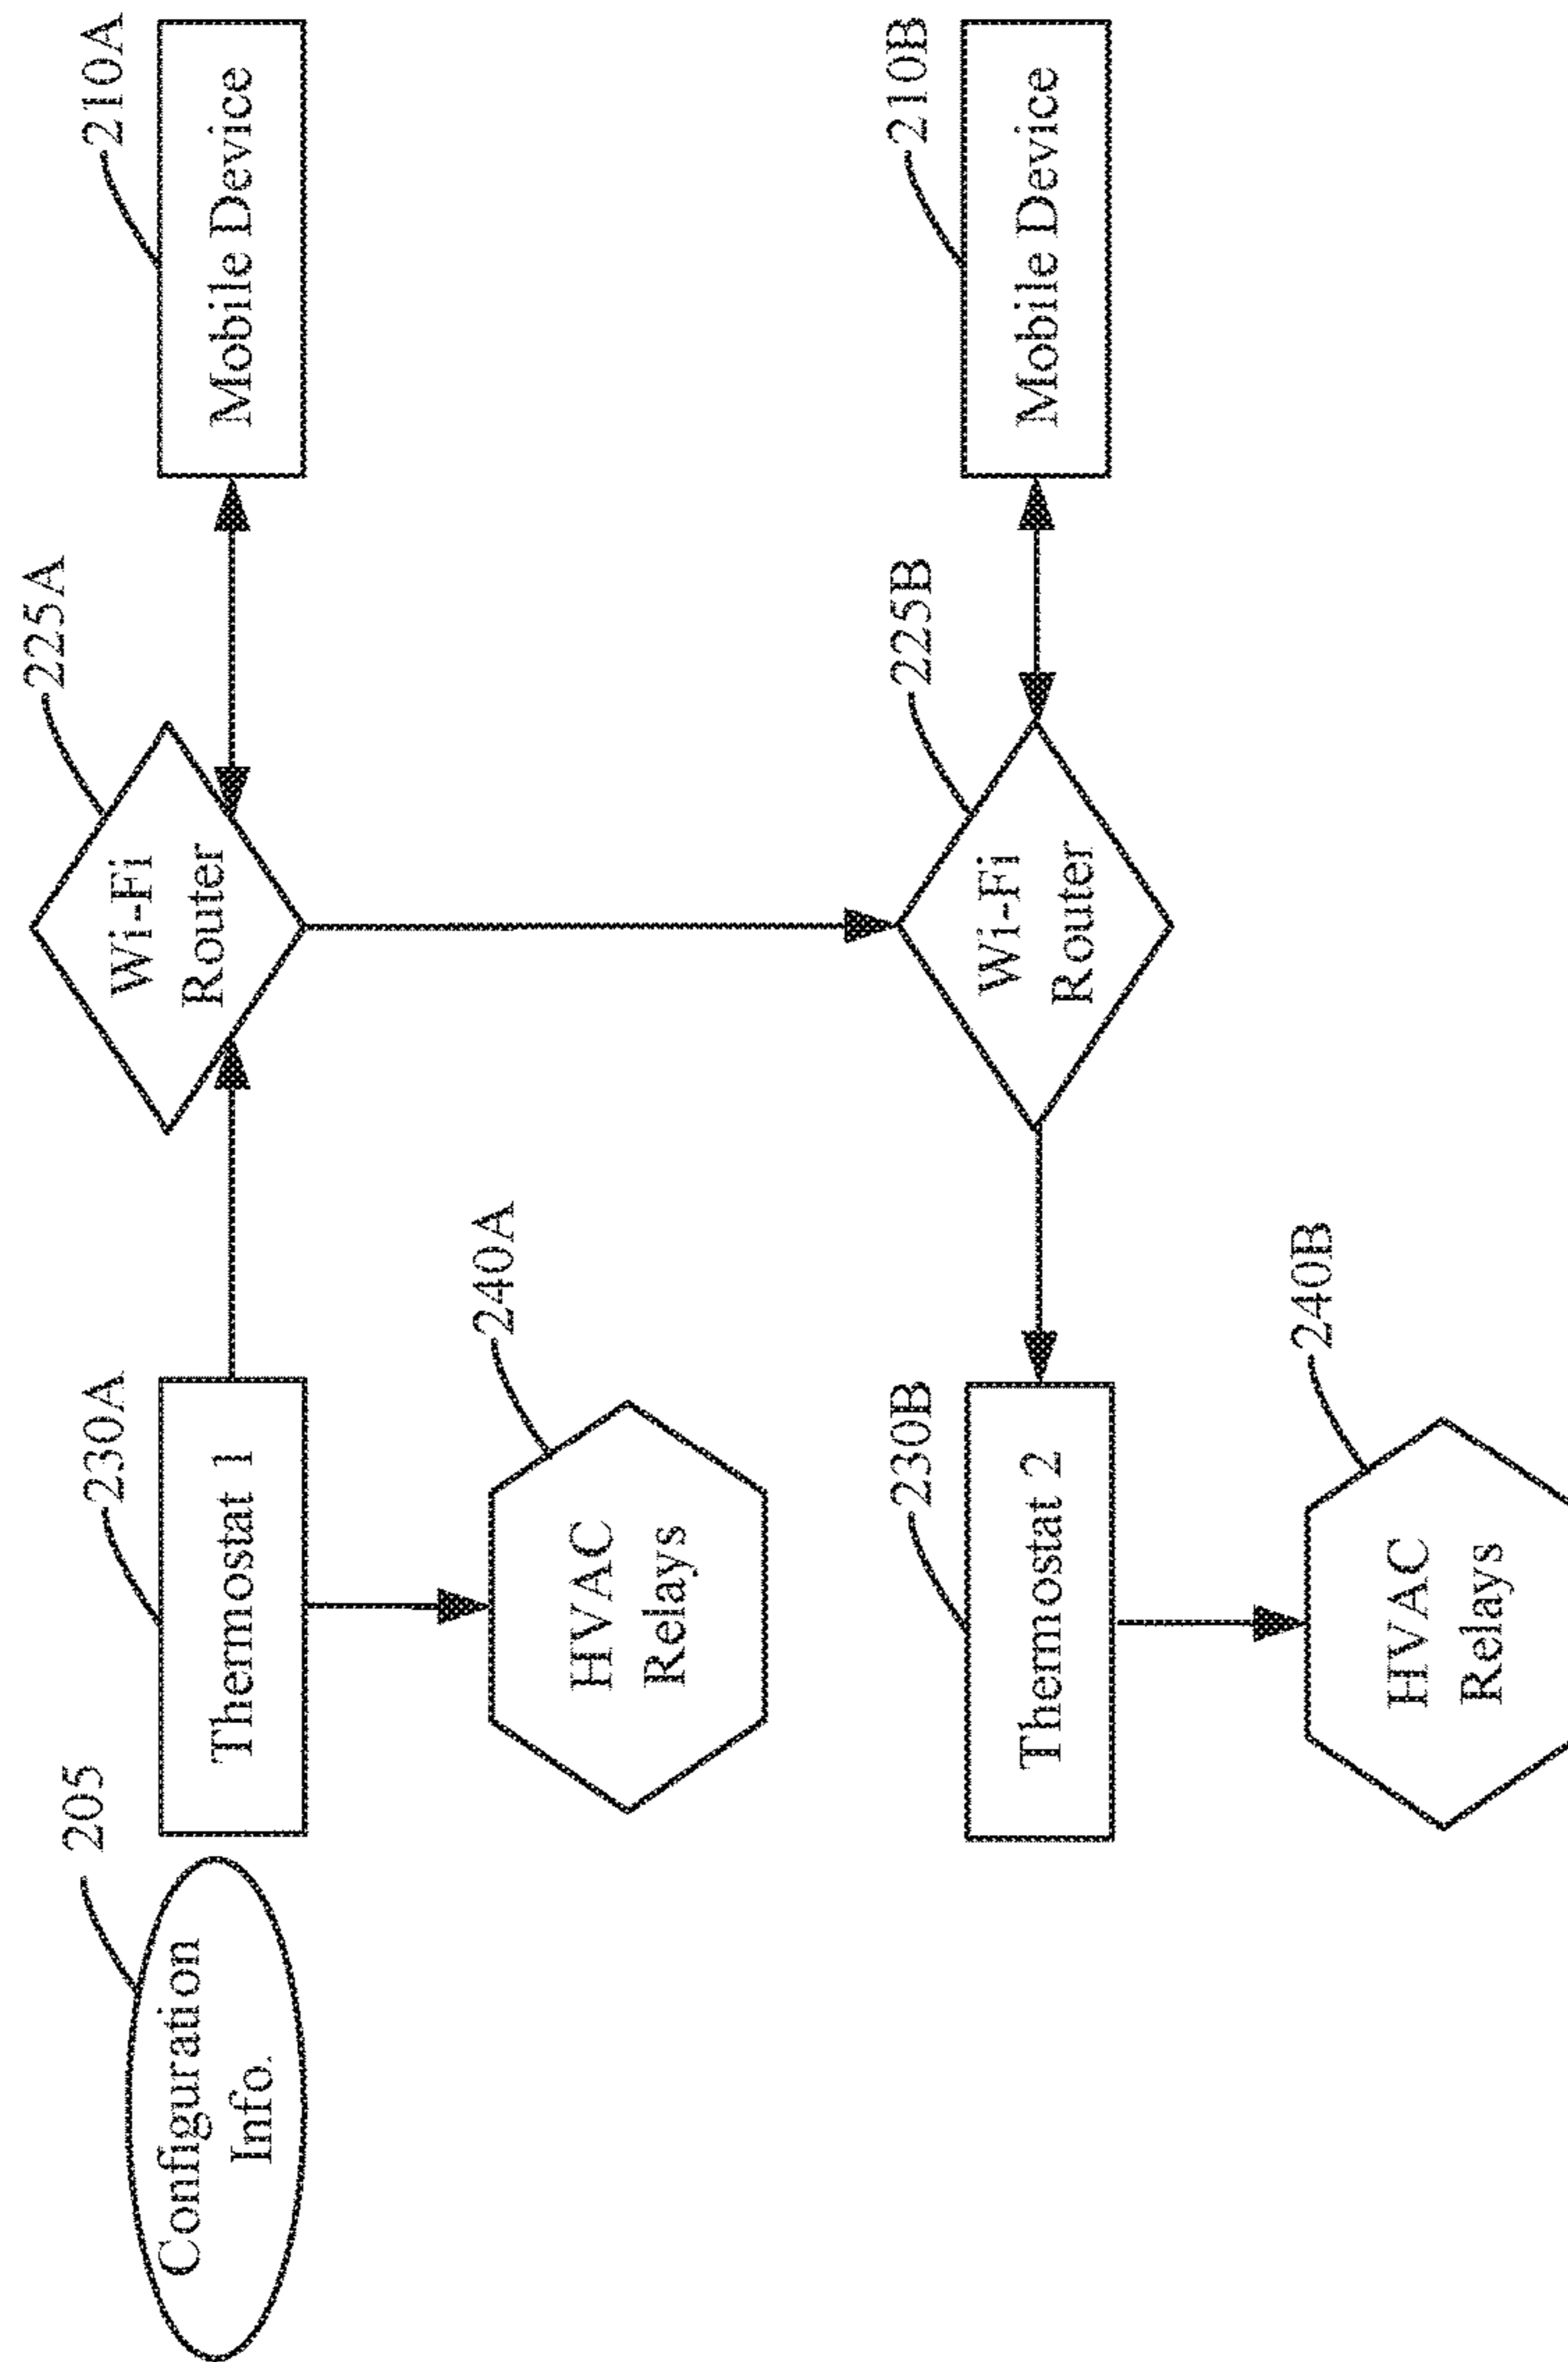 205
Configuration
Info.
230A
Thermostat 1
225A
Wi-Fi
Router
210A
Mobile Device
240A
HVAC
Relays
230B
Thermostat 2
225B
Wi-Fi
Router
210B
Mobile Device
240B
HVAC
Relays